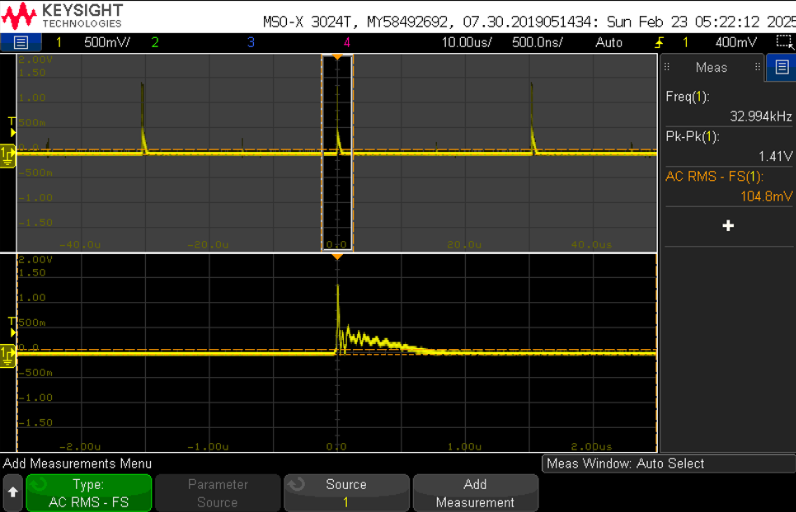 KEYSIGHT
TECHNOLOGIES
MSO-X 3024T, MY58492692, 07.30.2019051434: Sun Feb 23 05:22:12 2025
1 500mV/ 2 3 4 10.00us/ 500.0ns/ Auto 1 400mV
2.00V
1.50
1.00
500m
0.0
-500m
-1.00
-1.50
-40.0u -20.0u 0.0 20.0u 40.0us
T
1
2.00V
1.00
500m
0.0
-500m
-1.00
-1.50
-2.00us -1.00us 0.0 1.00us 2.00us
T
1
Meas
Freq(1):
32.994kHz
Pk-Pk(1):
1.41V
AC RMS - FS(1):
104.8mV
Add Measurements Menu
Meas Window: Auto Select
Type:
AC RMS - FS
Parameter
Source
Source
1
Add
Measurement